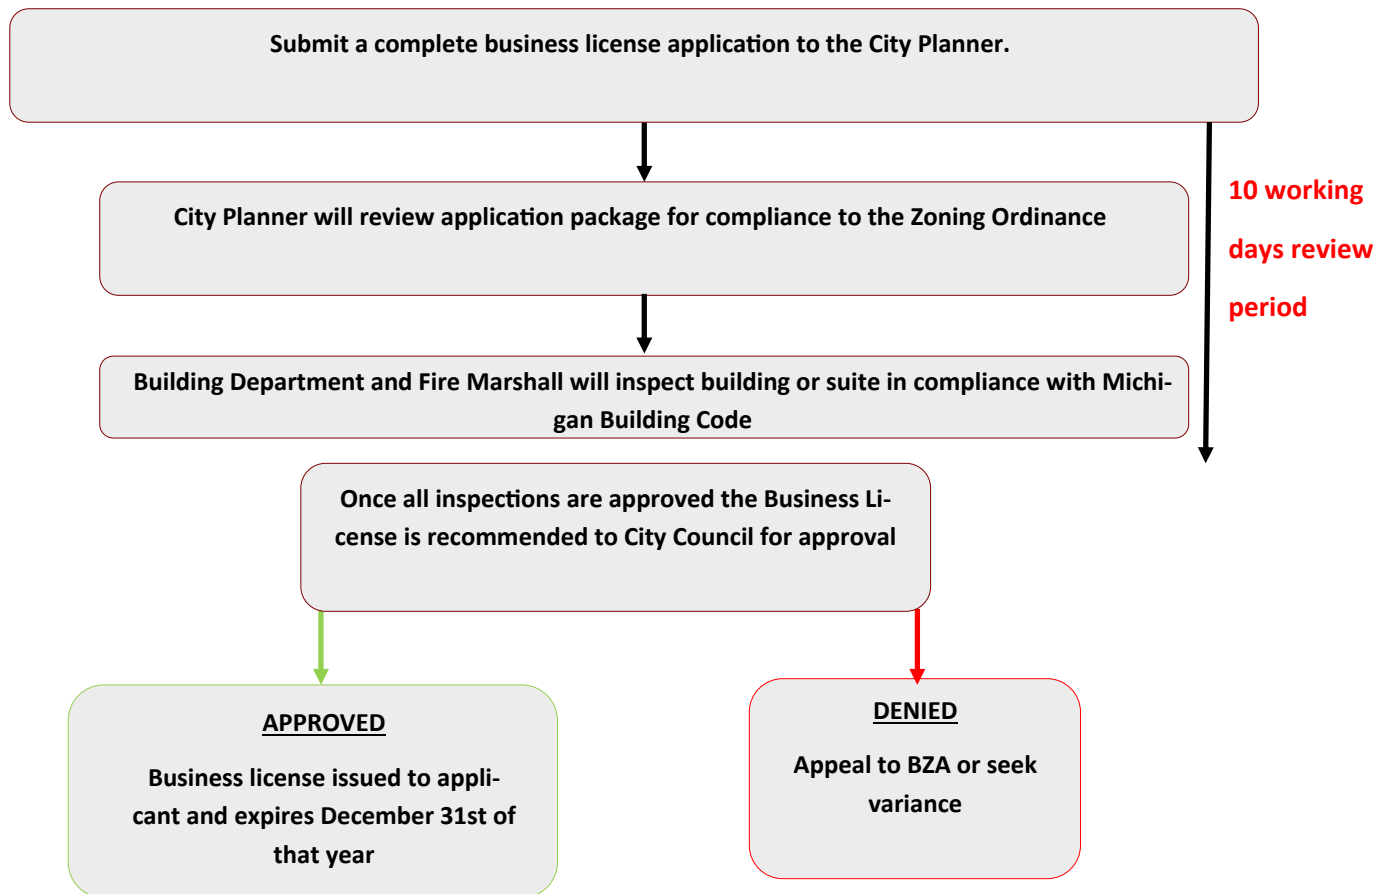 Submit a complete business license application to the City Planner.
City Planner will review application package for compliance to the Zoning Ordinance
10 working
days review
period
Building Department and Fire Marshall will inspect building or suite in compliance with Michi-
gan Building Code
Once all inspections are approved the Business Li-
cense is recommended to City Council for approval
APPROVED
Business license issued to appli-
cant and expires December 31st of
that year
DENIED
Appeal to BZA or seek
variance